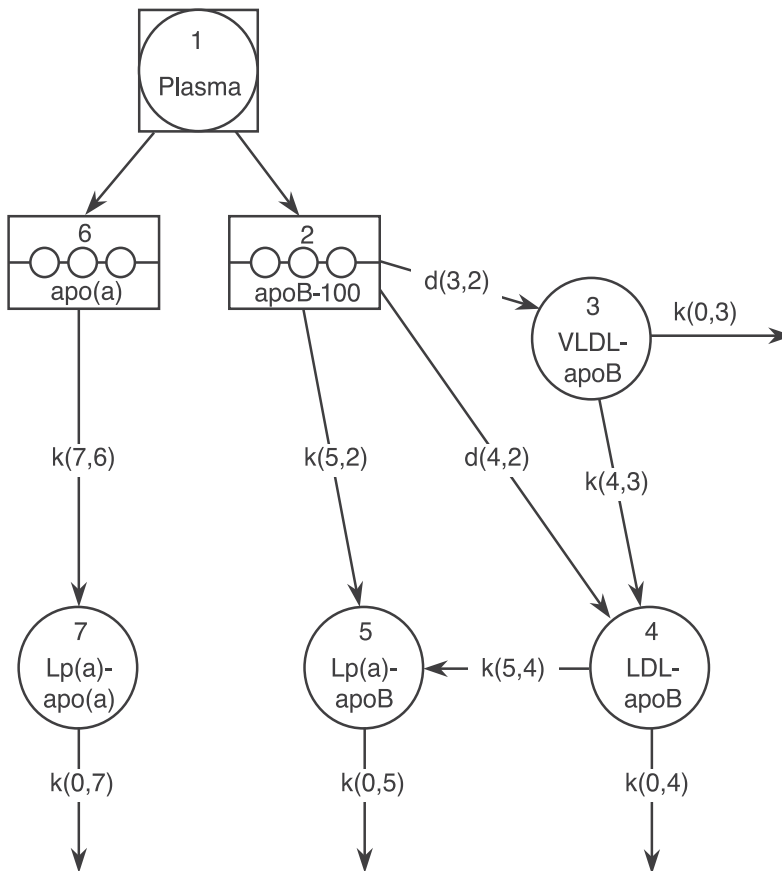 1
Plasma
6
apo(a)
2
apoB-100
d(3,2)
3
VLDL-
apoB
k(0,3)
k(7,6)
k(5,2)
d(4,2)
k(4,3)
7
Lp(a)-
apo(a)
5
Lp(a)-
apoB
k(5,4)
4
LDL-
apoB
k(0,7)
k(0,5)
k(0,4)